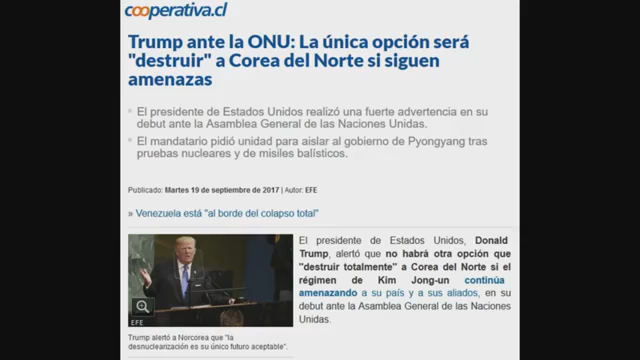 cooperativa.cl
Trump ante la ONU: La única opción será
"destruir" a Corea del Norte si siguen
amenazas
El presidente de Estados Unidos realizó una fuerte advertencia en su
debut ante la Asamblea General de las Naciones Unidas.
El mandatario pidió unidad para aislar al gobierno de Pyongyang tras
pruebas nucleares y de misiles balísticos.
Publicado: Martes 19 de septiembre de 2017 | Autor: EFE
» Venezuela está "al borde del colapso total"
El presidente de Estados Unidos, Donald
Trump, alertó que no habrá otra opción que
"destruir totalmente" a Corea del Norte si el
régimen de Kim Jong-un continúa
amenazando a su país y a sus aliados, en su
debut ante la Asamblea General de las Naciones
Unidas.
EFE
Trump alertó a Norcorea que "la
desnuclearización es su único futuro aceptable".